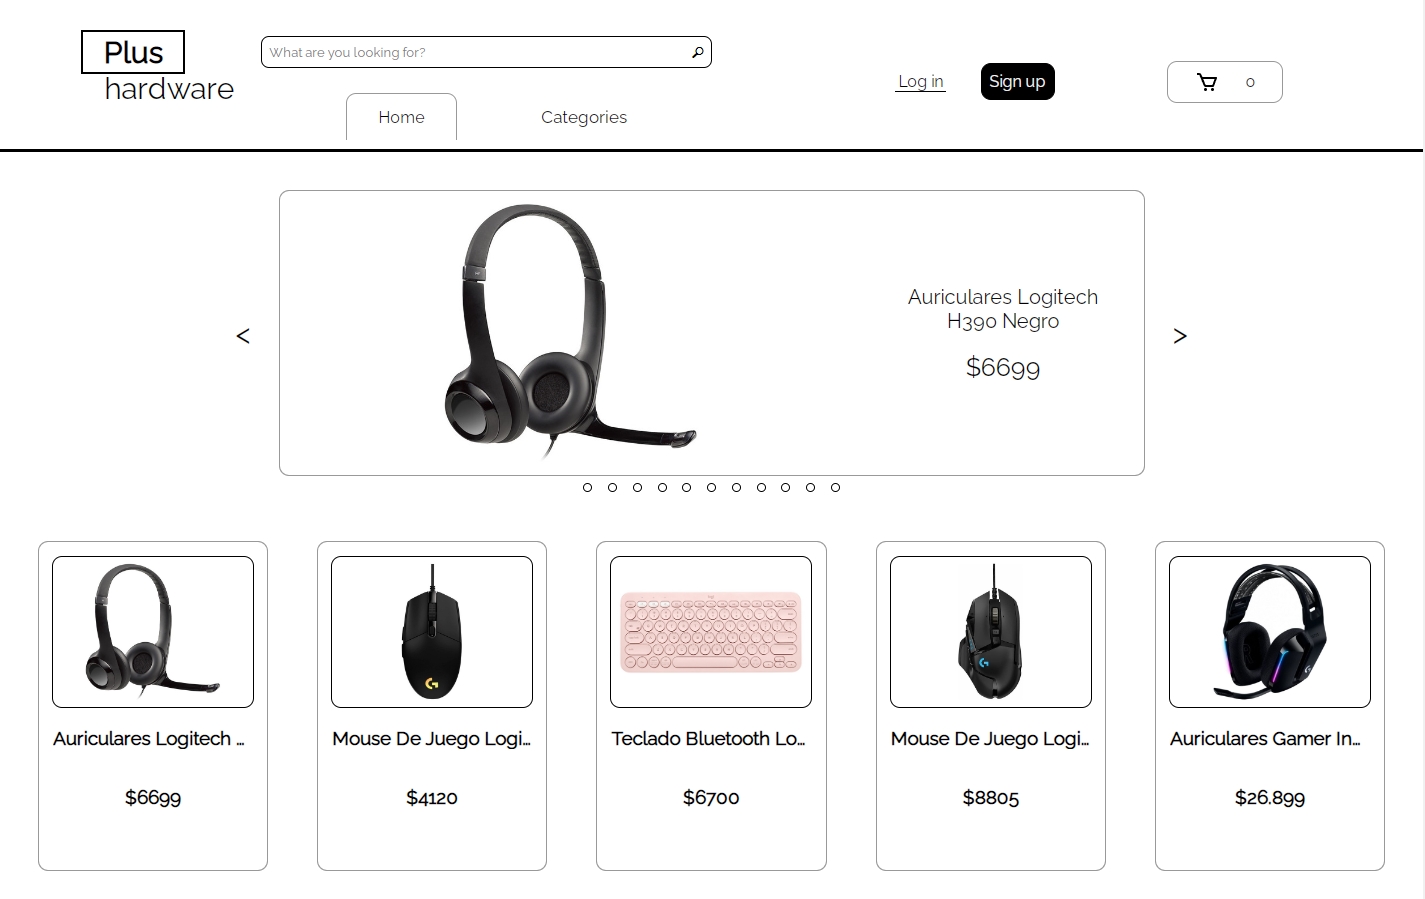 Plus
hardware
What are you looking for?
Home
Categories
Log in
Sign up
0
<
Auriculares Logitech
H390 Negro
$6699
>
Auriculares Logitech ...
$6699
Mouse De Juego Logi...
$4120
Teclado Bluetooth Lo...
$6700
Mouse De Juego Logi...
$8805
Auriculares Gamer In...
$26.899